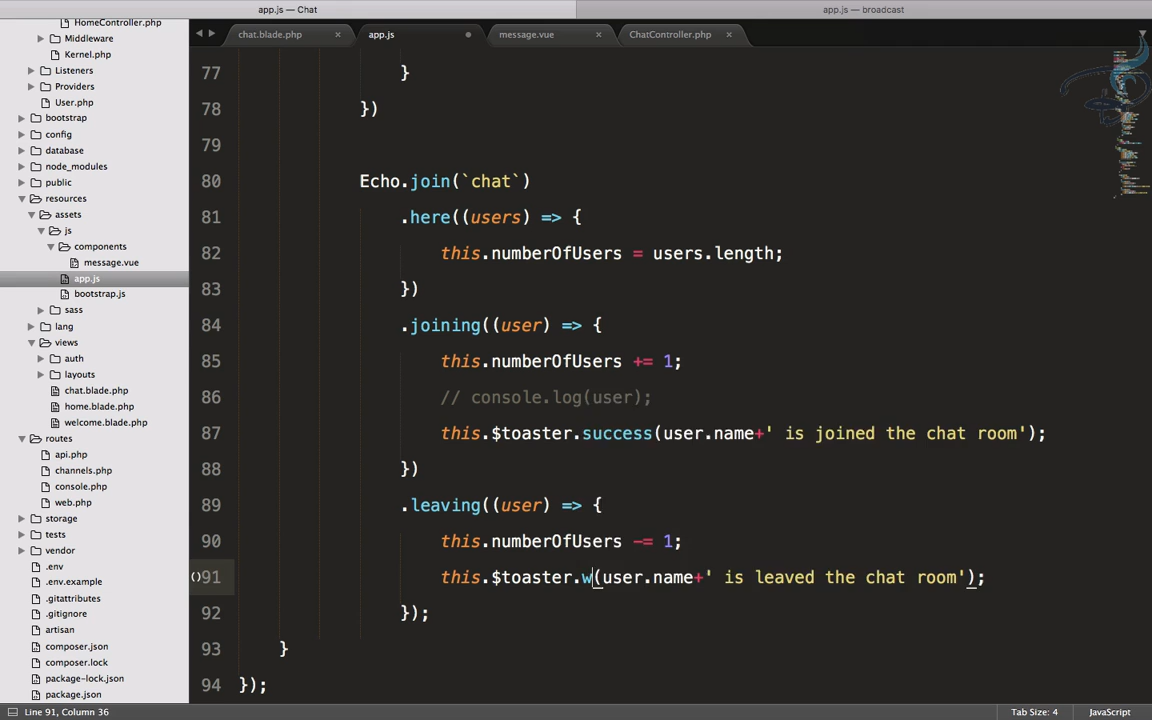 app.js — Chat
app.js — broadcast
chat.blade.php
app.js
message.vue
ChatController.php
HomeController.php
Middleware
Kernel.php
Listeners
Providers
User.php
bootstrap
config
database
node_modules
public
resources
assets
js
components
message.vue
app.js
bootstrap.js
sass
lang
views
auth
layouts
chat.blade.php
home.blade.php
welcome.blade.php
routes
api.php
channels.php
console.php
web.php
storage
tests
vendor
.env
.env.example
.gitattributes
.gitignore
artisan
composer.json
composer.lock
package-lock.json
package.json
77 }
78 })
79
80 Echo.join(`chat`)
81 .here((users) => {
82 this.numberOfUsers = users.length;
83 })
84 .joining((user) => {
85 this.numberOfUsers += 1;
86 // console.log(user);
87 this.$toaster.success(user.name+' is joined the chat room');
88 })
89 .leaving((user) => {
90 this.numberOfUsers -= 1;
91 this.$toaster.w(user.name+' is leaved the chat room');
92 });
93 }
94 });
Line 91, Column 36
Tab Size: 4
JavaScript